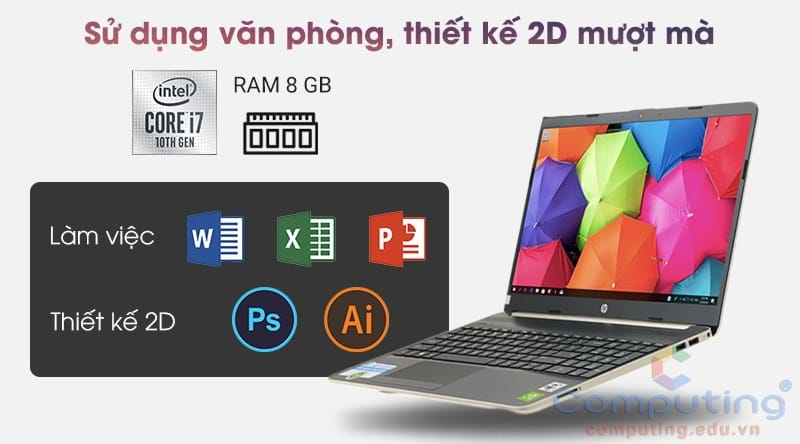 Sử dụng văn phòng, thiết kế 2D mượt mà
intel
CORE i7
10TH GEN
RAM 8 GB
Làm việc
W
X
P
Thiết kế 2D
Ps
Ai
hp
Computing®
computing.edu.vn